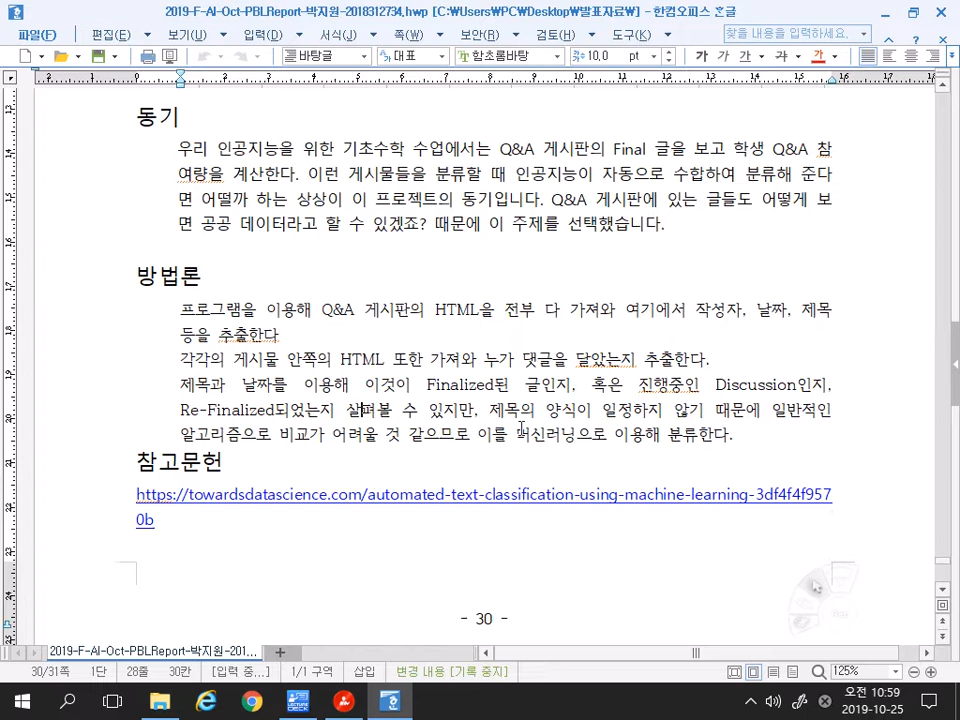 2019-F-AI-Oct-PBLReport-박지원-2018312734.hwp [C:₩Users₩PC₩Desktop₩발표자료₩] - 한컴오피스 한글
파일(F) 편집(E) 보기(U) 입력(D) 서식(J) 쪽(W) 보안(R) 검토(H) 도구(K) 찾을 내용을 입력하세요.
바탕글 대표 함초롬바탕 10.0 pt 가 가 가 가 가
동기
우리 인공지능을 위한 기초수학 수업에서는 Q&A 게시판의 Final 글을 보고 학생 Q&A 참
여량을 계산한다. 이런 게시물들을 분류할 때 인공지능이 자동으로 수합하여 분류해 준다
면 어떨까 하는 상상이 이 프로젝트의 동기입니다. Q&A 게시판에 있는 글들도 어떻게 보
면 공공 데이터라고 할 수 있겠죠? 때문에 이 주제를 선택했습니다.
방법론
프로그램을 이용해 Q&A 게시판의 HTML을 전부 다 가져와 여기에서 작성자, 날짜, 제목
등을 추출한다
각각의 게시물 안쪽의 HTML 또한 가져와 누가 댓글을 달았는지 추출한다.
제목과 날짜를 이용해 이것이 Finalized된 글인지, 혹은 진행중인 Discussion인지,
Re-Finalized되었는지 살펴볼 수 있지만, 제목의 양식이 일정하지 않기 때문에 일반적인
알고리즘으로 비교가 어려울 것 같으므로 이를 머신러닝으로 이용해 분류한다.
참고문헌
https://towardsdatascience.com/automated-text-classification-using-machine-learning-3df4f4f957
0b
- 30 -
2019-F-AI-Oct-PBLReport-박지원-201...
30/31쪽 1단 28줄 30칸 [입력 중...] 1/1 구역 삽입 변경 내용 [기록 중지] 125%
오전 10:59
2019-10-25